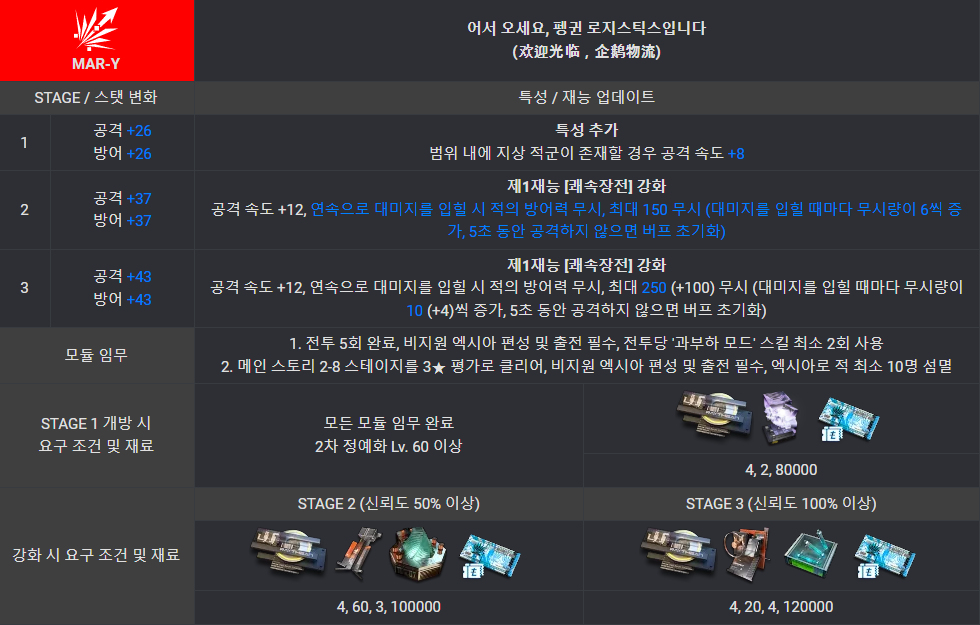 MAR-Y
어서 오세요, 펭귄 로지스틱스입니다
(欢迎光临，企鹅物流)
STAGE / 스탯 변화
특성 / 재능 업데이트
1
공격 +26
방어 +26
특성 추가
범위 내에 지상 적군이 존재할 경우 공격 속도 +8
2
공격 +37
방어 +37
제1재능 [쾌속장전] 강화
공격 속도 +12, 연속으로 대미지를 입힐 시 적의 방어력 무시, 최대 150 무시 (대미지를 입힐 때마다 무시량이 6씩 증
가, 5초 동안 공격하지 않으면 버프 초기화)
3
공격 +43
방어 +43
제1재능 [쾌속장전] 강화
공격 속도 +12, 연속으로 대미지를 입힐 시 적의 방어력 무시, 최대 250 (+100) 무시 (대미지를 입힐 때마다 무시량이
10 (+4)씩 증가, 5초 동안 공격하지 않으면 버프 초기화)
모듈 임무
1. 전투 5회 완료, 비지원 엑시아 편성 및 출전 필수, 전투당 '과부하 모드' 스킬 최소 2회 사용
2. 메인 스토리 2-8 스테이지를 3★ 평가로 클리어, 비지원 엑시아 편성 및 출전 필수, 엑시아로 적 최소 10명 섬멸
STAGE 1 개방 시
요구 조건 및 재료
모든 모듈 임무 완료
2차 정예화 Lv. 60 이상
4, 2, 80000
강화 시 요구 조건 및 재료
STAGE 2 (신뢰도 50% 이상)
STAGE 3 (신뢰도 100% 이상)
4, 60, 3, 100000
4, 20, 4, 120000